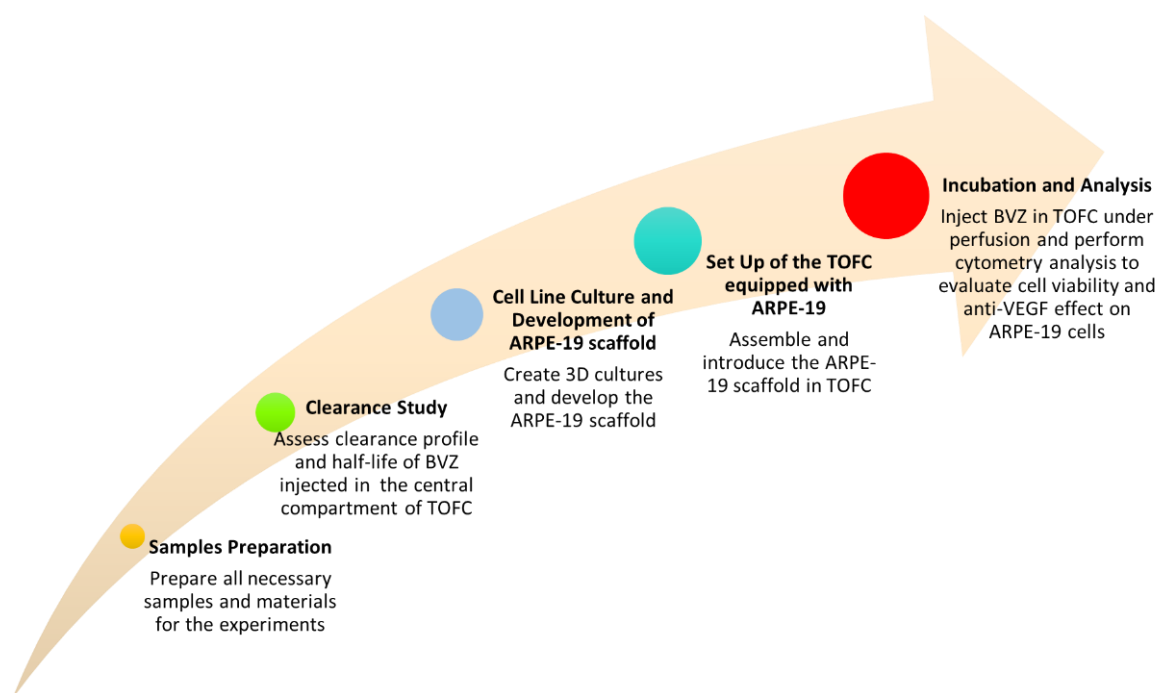 Samples Preparation
Prepare all necessary
samples and materials
for the experiments
Clearance Study
Assess clearance profile
and half-life of BVZ
injected in the central
compartment of TOFC
Cell Line Culture and
Development of
ARPE-19 scaffold
Create 3D cultures
and develop the
ARPE-19 scaffold
Set Up of the TOFC
equipped with
ARPE-19
Assemble and
introduce the ARPE-
19 scaffold in TOFC
Incubation and Analysis
Inject BVZ in TOFC under
perfusion and perform
cytometry analysis to
evaluate cell viability and
anti-VEGF effect on
ARPE-19 cells